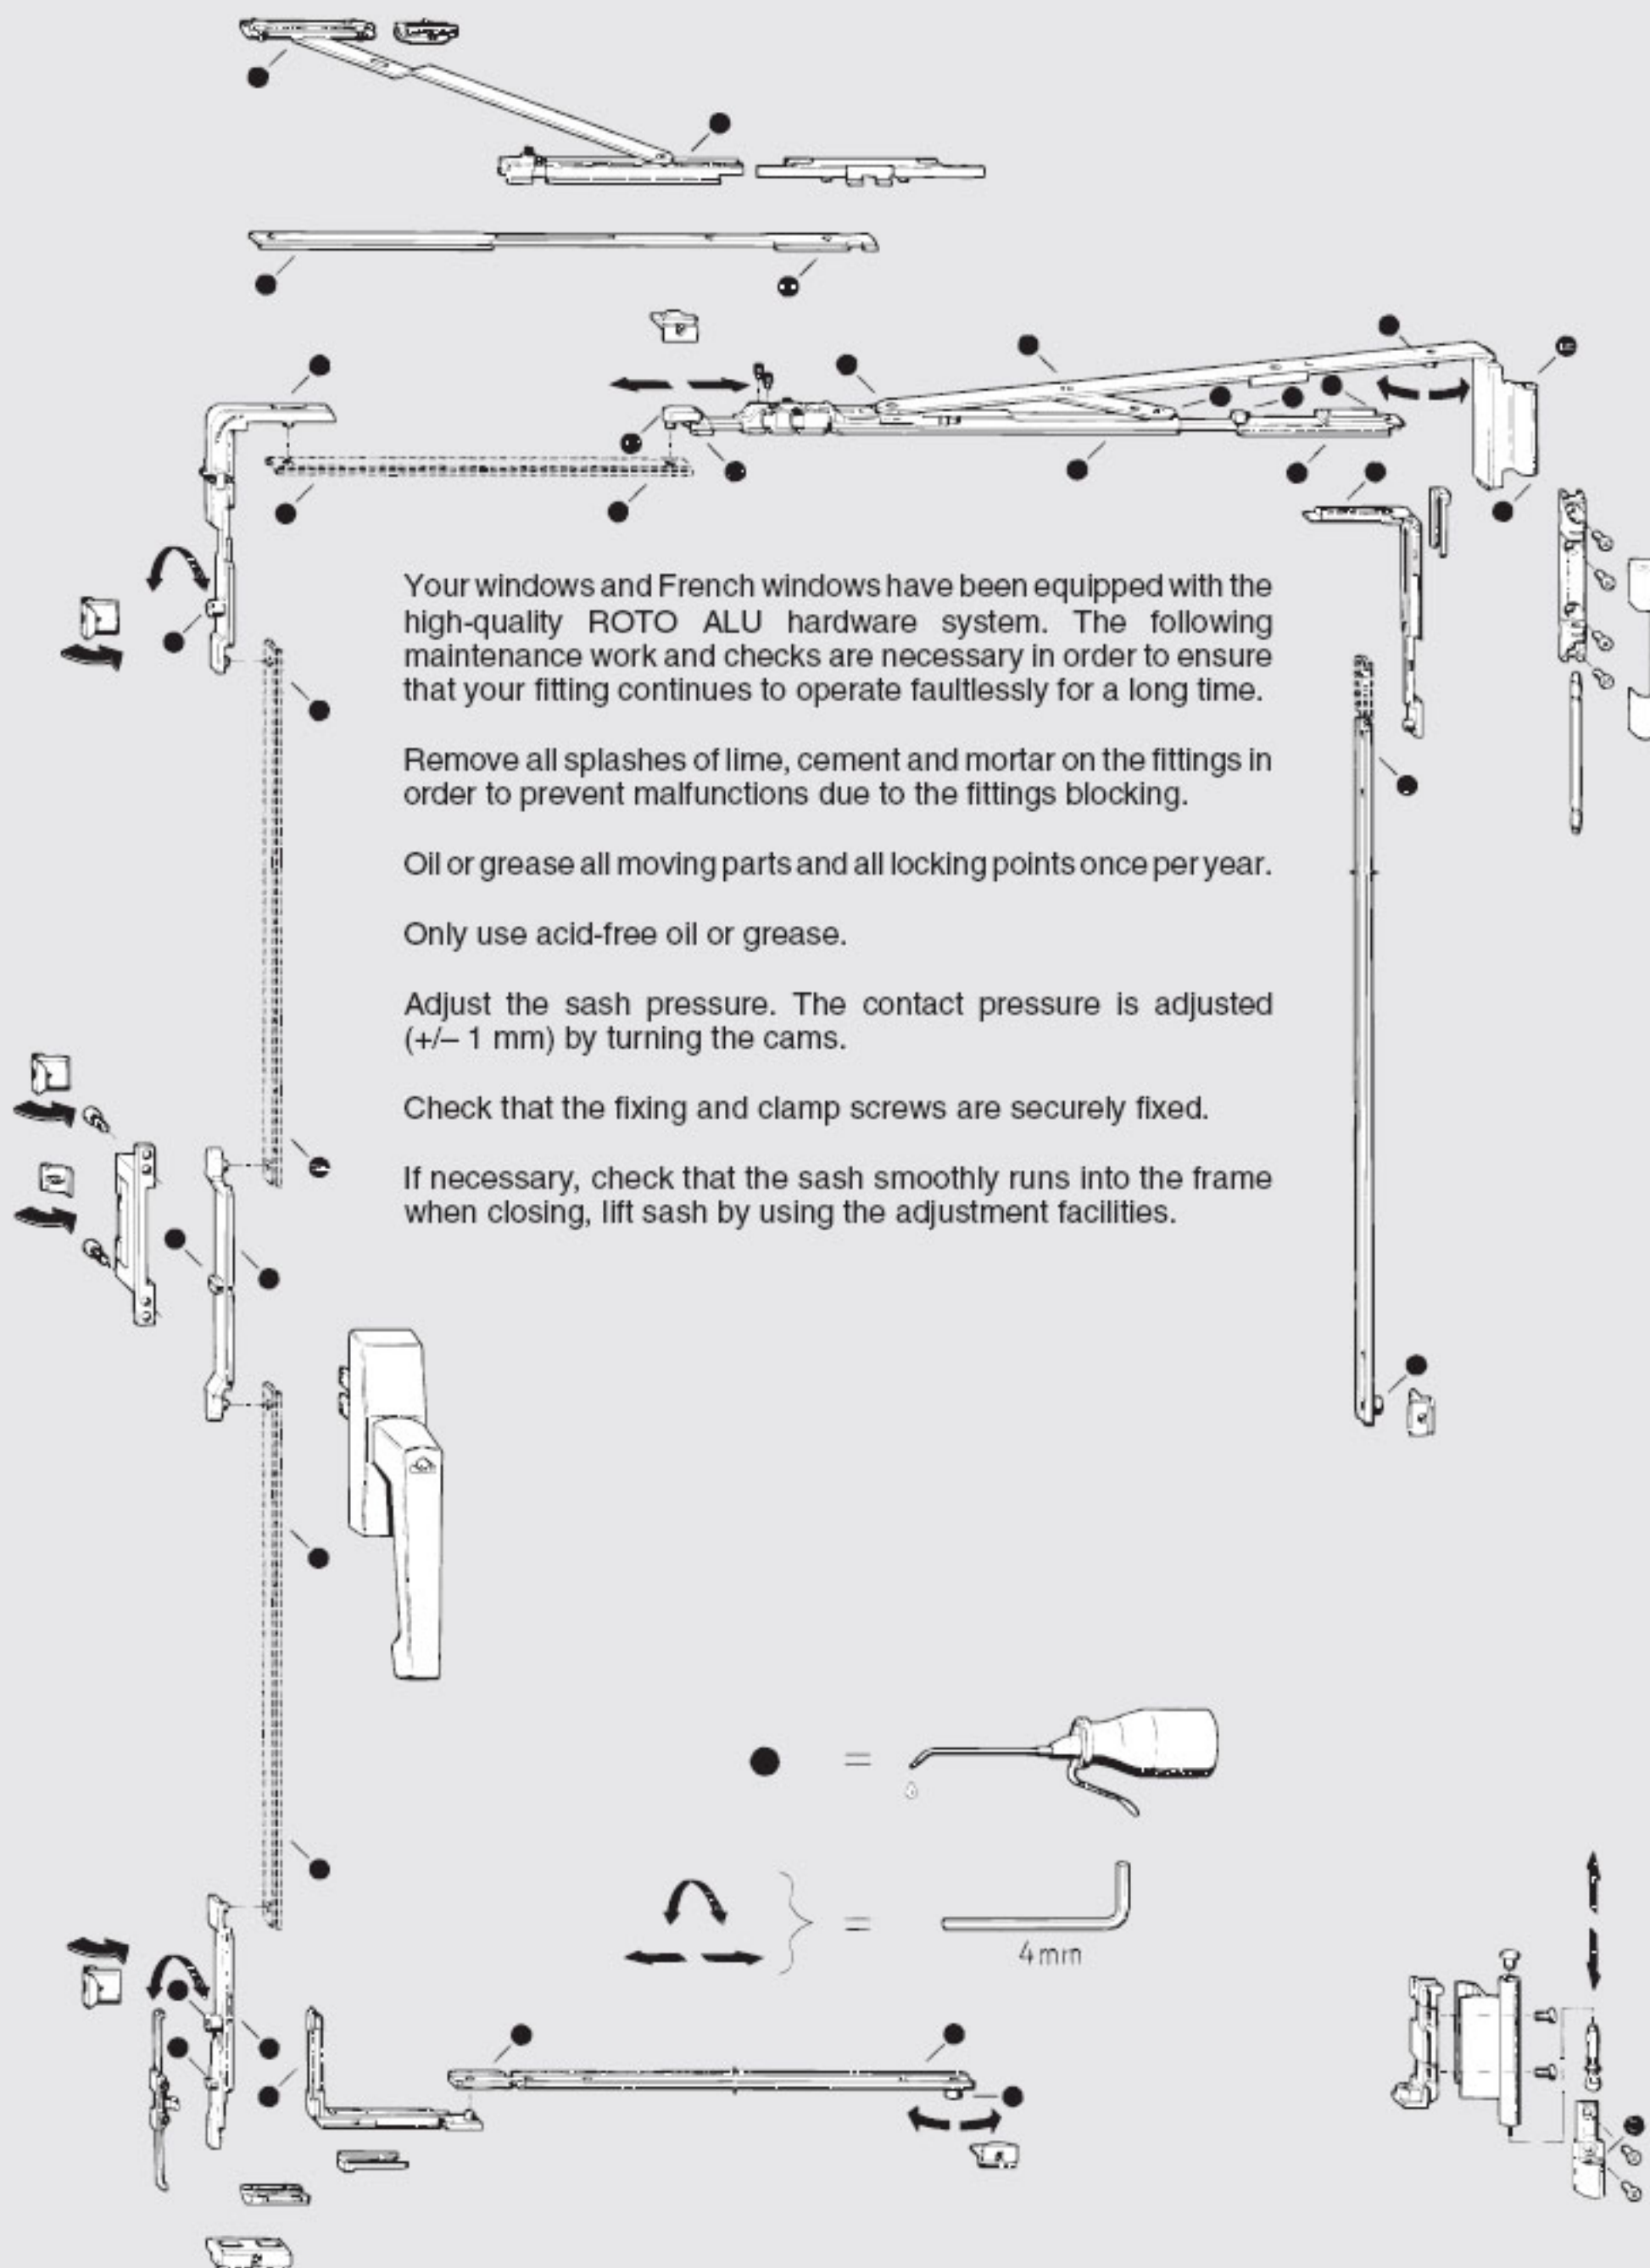 Your windows and French windows have been equipped with the
high-quality ROTO ALU hardware system. The following
maintenance work and checks are necessary in order to ensure
that your fitting continues to operate faultlessly for a long time.
Remove all splashes of lime, cement and mortar on the fittings in
order to prevent malfunctions due to the fittings blocking.
Oil or grease all moving parts and all locking points once per year.
Only use acid-free oil or grease.
Adjust the sash pressure. The contact pressure is adjusted
(+/– 1 mm) by turning the cams.
Check that the fixing and clamp screws are securely fixed.
If necessary, check that the sash smoothly runs into the frame
when closing, lift sash by using the adjustment facilities.
=
=
4mm